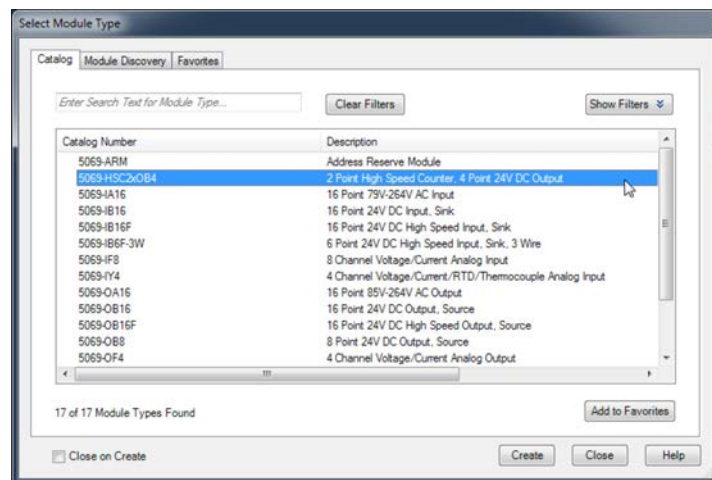 Select Module Type
Catalog Module Discovery Favorites
Enter Search Text for Module Type... Clear Filters Show Filters
Catalog Number Description
5069-ARM Address Reserve Module
5069-HSC2xOB4 2 Point High Speed Counter, 4 Point 24V DC Output
5069-IA16 16 Point 79V-264V AC Input
5069-IB16 16 Point 24V DC Input, Sink
5069-IB16F 16 Point 24V DC High Speed Input, Sink
5069-IB6F-3W 6 Point 24V DC High Speed Input, Sink, 3 Wire
5069-IF8 8 Channel Voltage/Current Analog Input
5069-IY4 4 Channel Voltage/Current/RTD/Thermocouple Analog Input
5069-OA16 16 Point 85V-264V AC Output
5069-OB16 16 Point 24V DC Output, Source
5069-OB16F 16 Point 24V DC High Speed Output, Source
5069-OB8 8 Point 24V DC Output, Source
5069-OF4 4 Channel Voltage/Current Analog Output
17 of 17 Module Types Found Add to Favorites
Close on Create Create Close Help